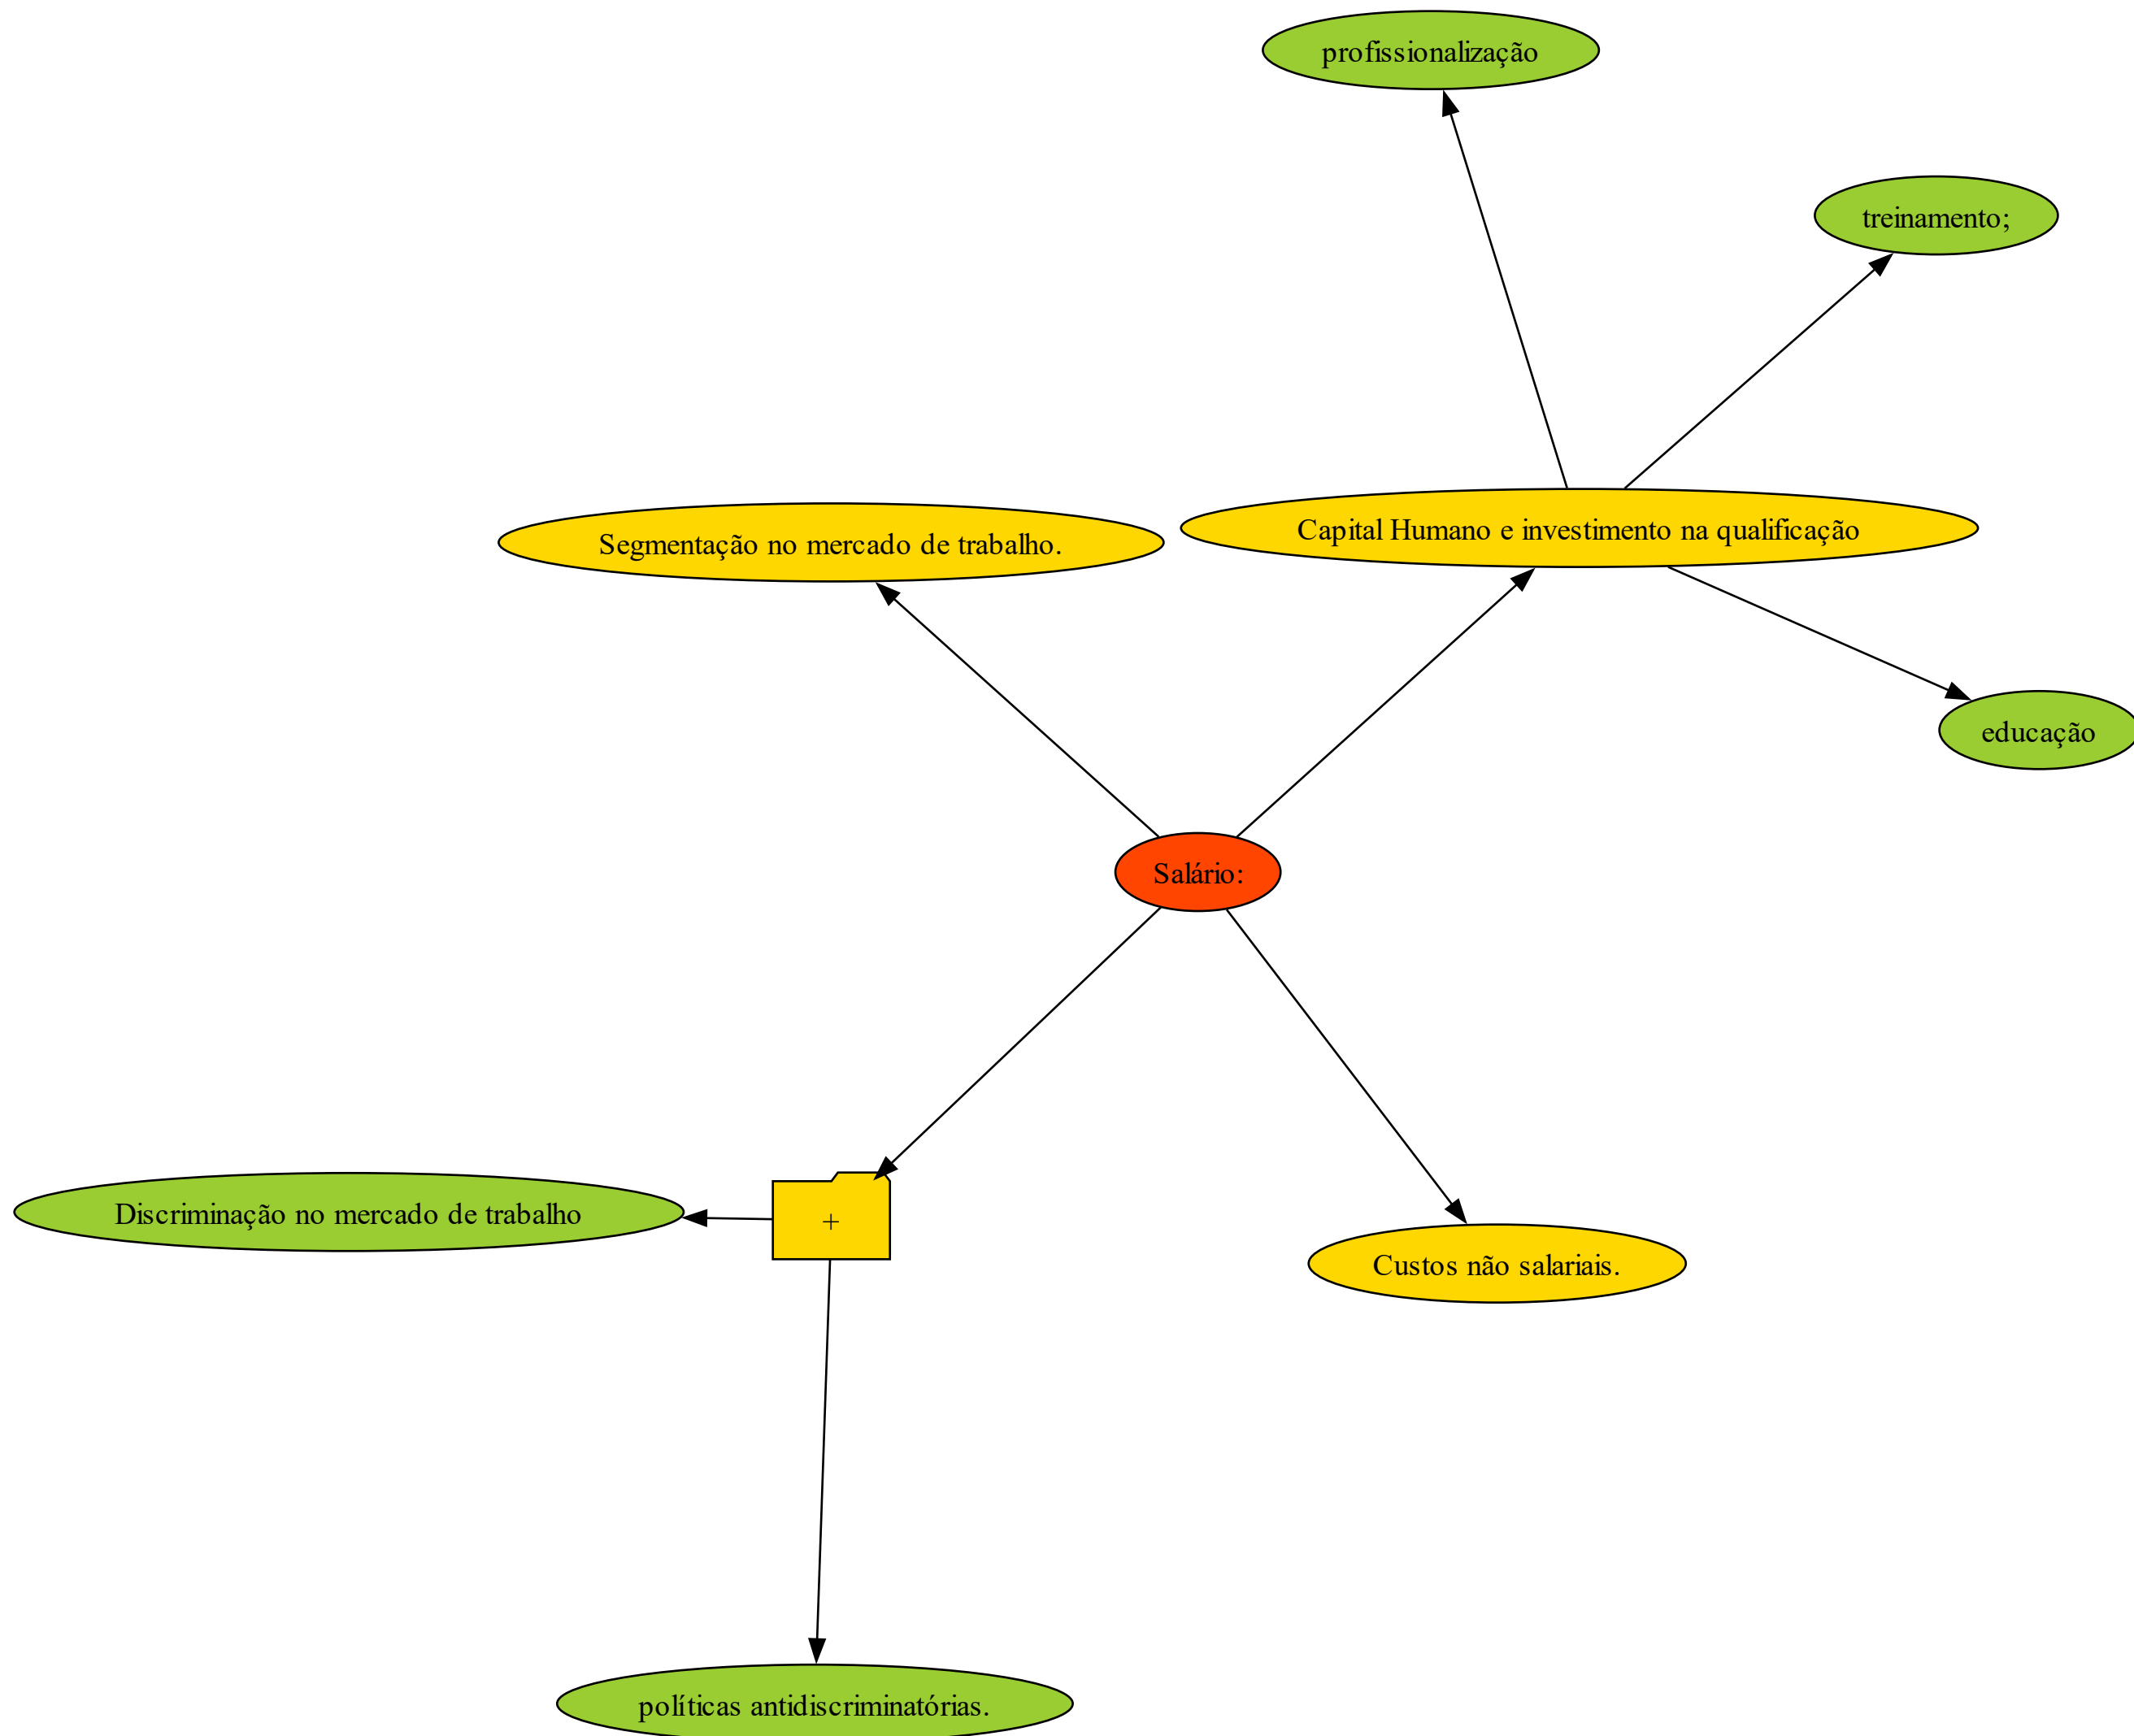 profissionalização
treinamento;
Capital Humano e investimento na qualificação
Segmentação no mercado de trabalho.
educação
Salário:
Discriminação no mercado de trabalho
+
Custos não salariais.
políticas antidiscriminatórias.